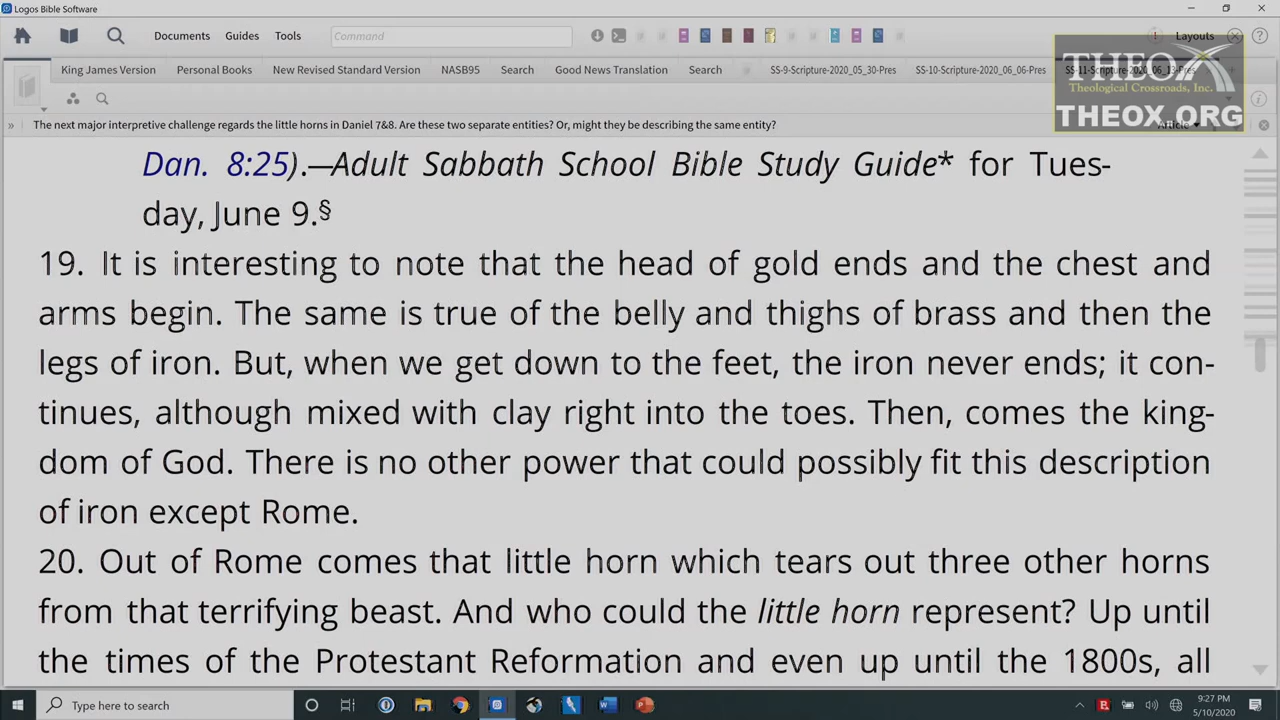 Logos Bible Software
Documents Guides Tools Command Layouts
THEOX
Theological Crossroads, Inc.
THEOX.ORG
King James Version Personal Books New Revised Standa 95 Search Good News Translation Search SS-9-Scripture-2020_05_30-Pres SS-10-Scripture-2020_06_06-Pres SS-11-Scripture-2020_06_13-Pres
» The next major interpretive challenge regards the little horns in Daniel 7&8. Are these two separate entities? Or, might they be describing the same entity? Article
Dan. 8:25).—Adult Sabbath School Bible Study Guide* for Tues-
day, June 9.§
19. It is interesting to note that the head of gold ends and the chest and
arms begin. The same is true of the belly and thighs of brass and then the
legs of iron. But, when we get down to the feet, the iron never ends; it con-
tinues, although mixed with clay right into the toes. Then, comes the king-
dom of God. There is no other power that could possibly fit this description
of iron except Rome.
20. Out of Rome comes that little horn which tears out three other horns
from that terrifying beast. And who could the little horn represent? Up until
the times of the Protestant Reformation and even up until the 1800s, all
Type here to search
9:27 PM
5/10/2020